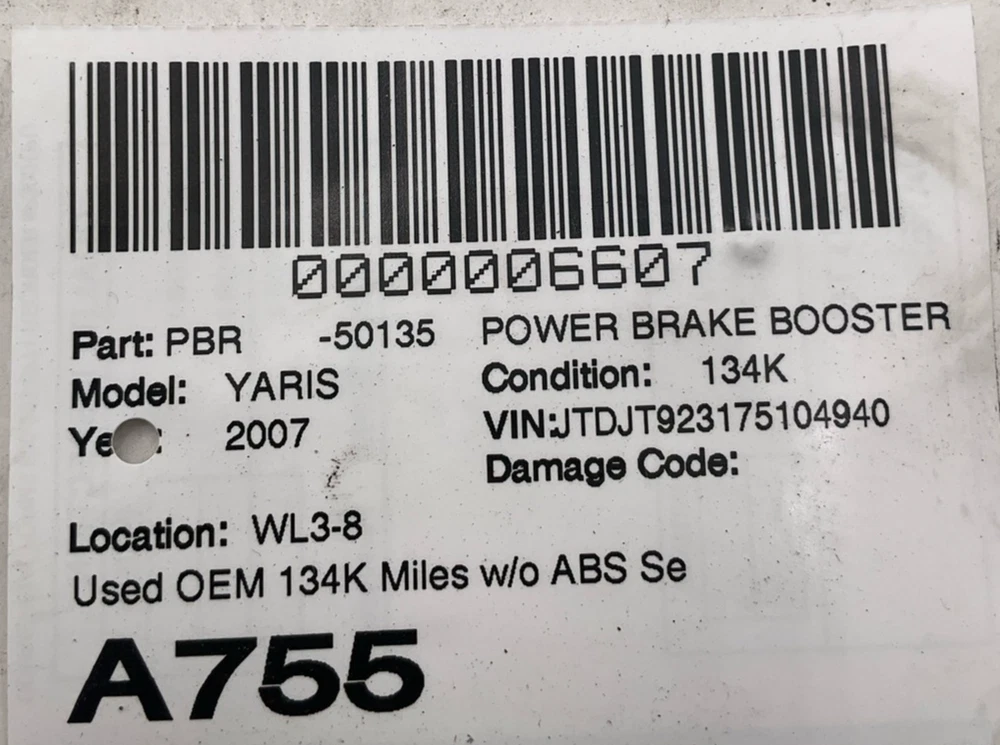 0000006607
Part: PBR -50135 POWER BRAKE BOOSTER
Model: YARIS Condition: 134K
2007 VIN:JTDJT923175104940
Damage Code:
Location: WL3-8
Used OEM 134K Miles w/o ABS Se
A755